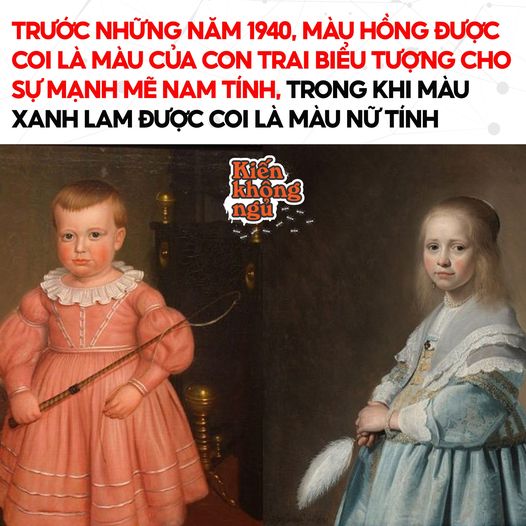 TRƯỚC NHỮNG NĂM 1940, MÀU HỒNG ĐƯỢC
COI LÀ MÀU CỦA CON TRAI BIỂU TƯỢNG CHO
SỰ MẠNH MẼ NAM TÍNH, TRONG KHI MÀU
XANH LAM ĐƯỢC COI LÀ MÀU NỮ TÍNH
Kiến
không
ngủ